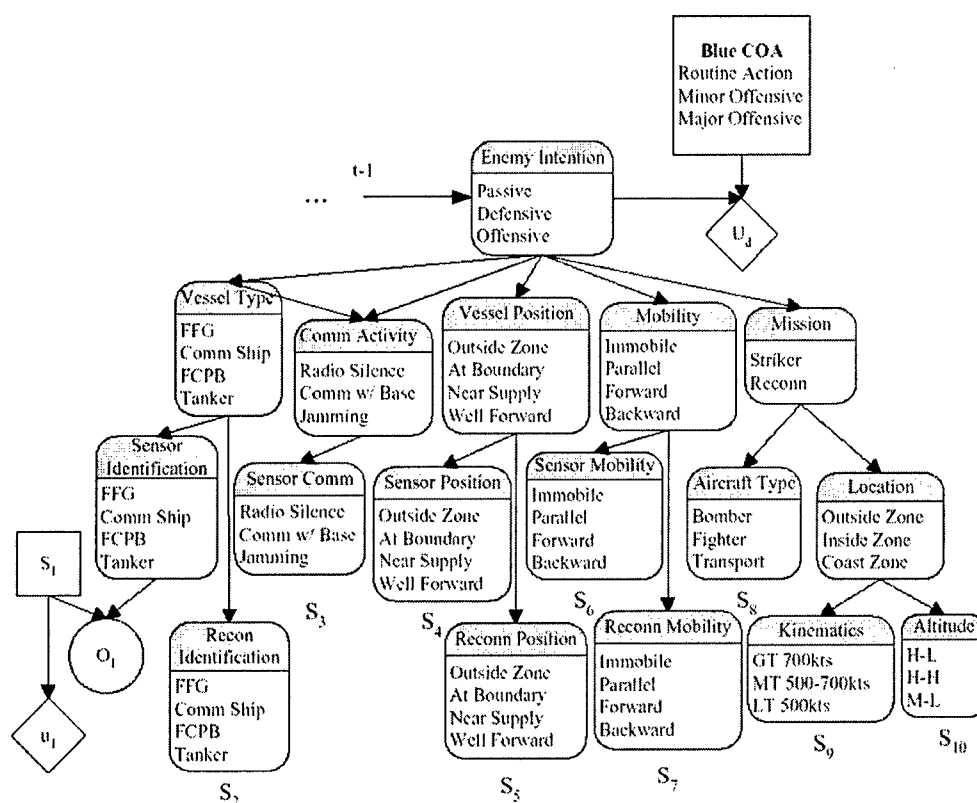 Blue COA
Routine Action
Minor Offensive
Major Offensive
t-1
...
Enemy Intention
Passive
Defensive
Offensive
U_d
Vessel Type
FFG
Comm Ship
FCPB
Tanker
Comm Activity
Radio Silence
Comm w/ Base
Jamming
Vessel Position
Outside Zone
At Boundary
Near Supply
Well Forward
Mobility
Immobile
Parallel
Forward
Backward
Mission
Striker
Reconn
Sensor
Identification
FFG
Comm Ship
FCPB
Tanker
Sensor Comm
Radio Silence
Comm w/ Base
Jamming
S_3
Sensor Position
Outside Zone
At Boundary
Near Supply
Well Forward
S_4
Sensor Mobility
Immobile
Parallel
Forward
Backward
S_6
Aircraft Type
Bomber
Fighter
Transport
S_8
Location
Outside Zone
Inside Zone
Coast Zone
S_1
O_1
u_1
Recon
Identification
FFG
Comm Ship
FCPB
Tanker
S_2
Reconn Position
Outside Zone
At Boundary
Near Supply
Well Forward
S_5
Reconn Mobility
Immobile
Parallel
Forward
Backward
S_7
Kinematics
GT 700kts
MT 500-700kts
LT 500kts
S_9
Altitude
H-L
H-H
M-L
S_10